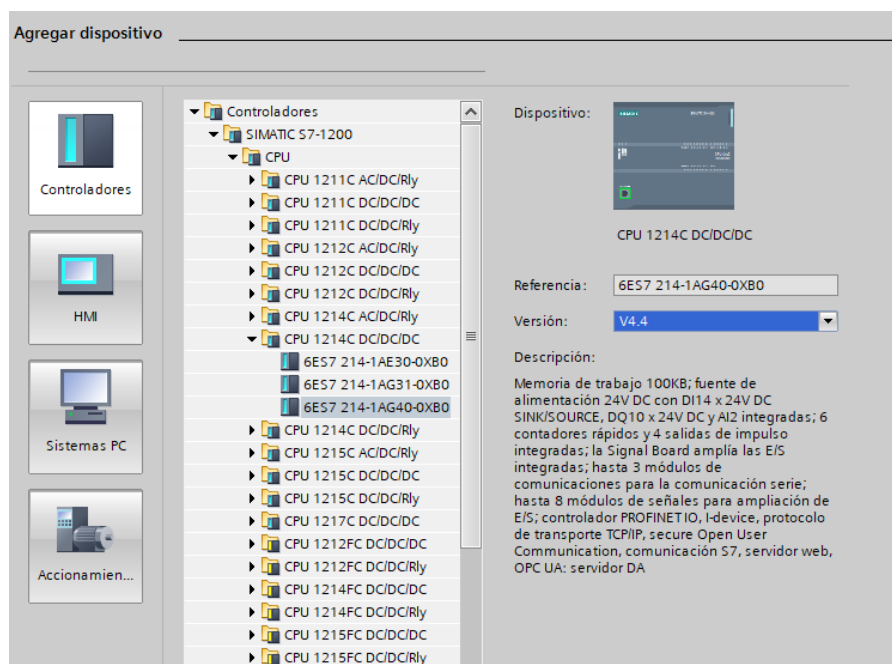 Agregar dispositivo
Controladores
HMI
Sistemas PC
Accionamien...
Controladores
SIMATIC S7-1200
CPU
CPU 1211C AC/DC/Rly
CPU 1211C DC/DC/DC
CPU 1211C DC/DC/Rly
CPU 1212C AC/DC/Rly
CPU 1212C DC/DC/DC
CPU 1212C DC/DC/Rly
CPU 1214C AC/DC/Rly
CPU 1214C DC/DC/DC
6ES7 214-1AE30-0XB0
6ES7 214-1AG31-0XB0
6ES7 214-1AG40-0XB0
CPU 1214C DC/DC/Rly
CPU 1215C AC/DC/Rly
CPU 1215C DC/DC/DC
CPU 1215C DC/DC/Rly
CPU 1217C DC/DC/DC
CPU 1212FC DC/DC/DC
CPU 1212FC DC/DC/Rly
CPU 1214FC DC/DC/DC
CPU 1214FC DC/DC/Rly
CPU 1215FC DC/DC/DC
CPU 1215FC DC/DC/Rly
Dispositivo:
CPU 1214C DC/DC/DC
Referencia: 6ES7 214-1AG40-0XB0
Versión: V4.4
Descripción:
Memoria de trabajo 100KB; fuente de
alimentación 24V DC con DI14 x 24V DC
SINK/SOURCE, DQ10 x 24V DC y AI2 integradas; 6
contadores rápidos y 4 salidas de impulso
integradas; la Signal Board amplía las E/S
integradas; hasta 3 módulos de
comunicaciones para la comunicación serie;
hasta 8 módulos de señales para ampliación de
E/S; controlador PROFINET IO, I-device, protocolo
de transporte TCP/IP, secure Open User
Communication, comunicación S7, servidor web,
OPC UA: servidor DA